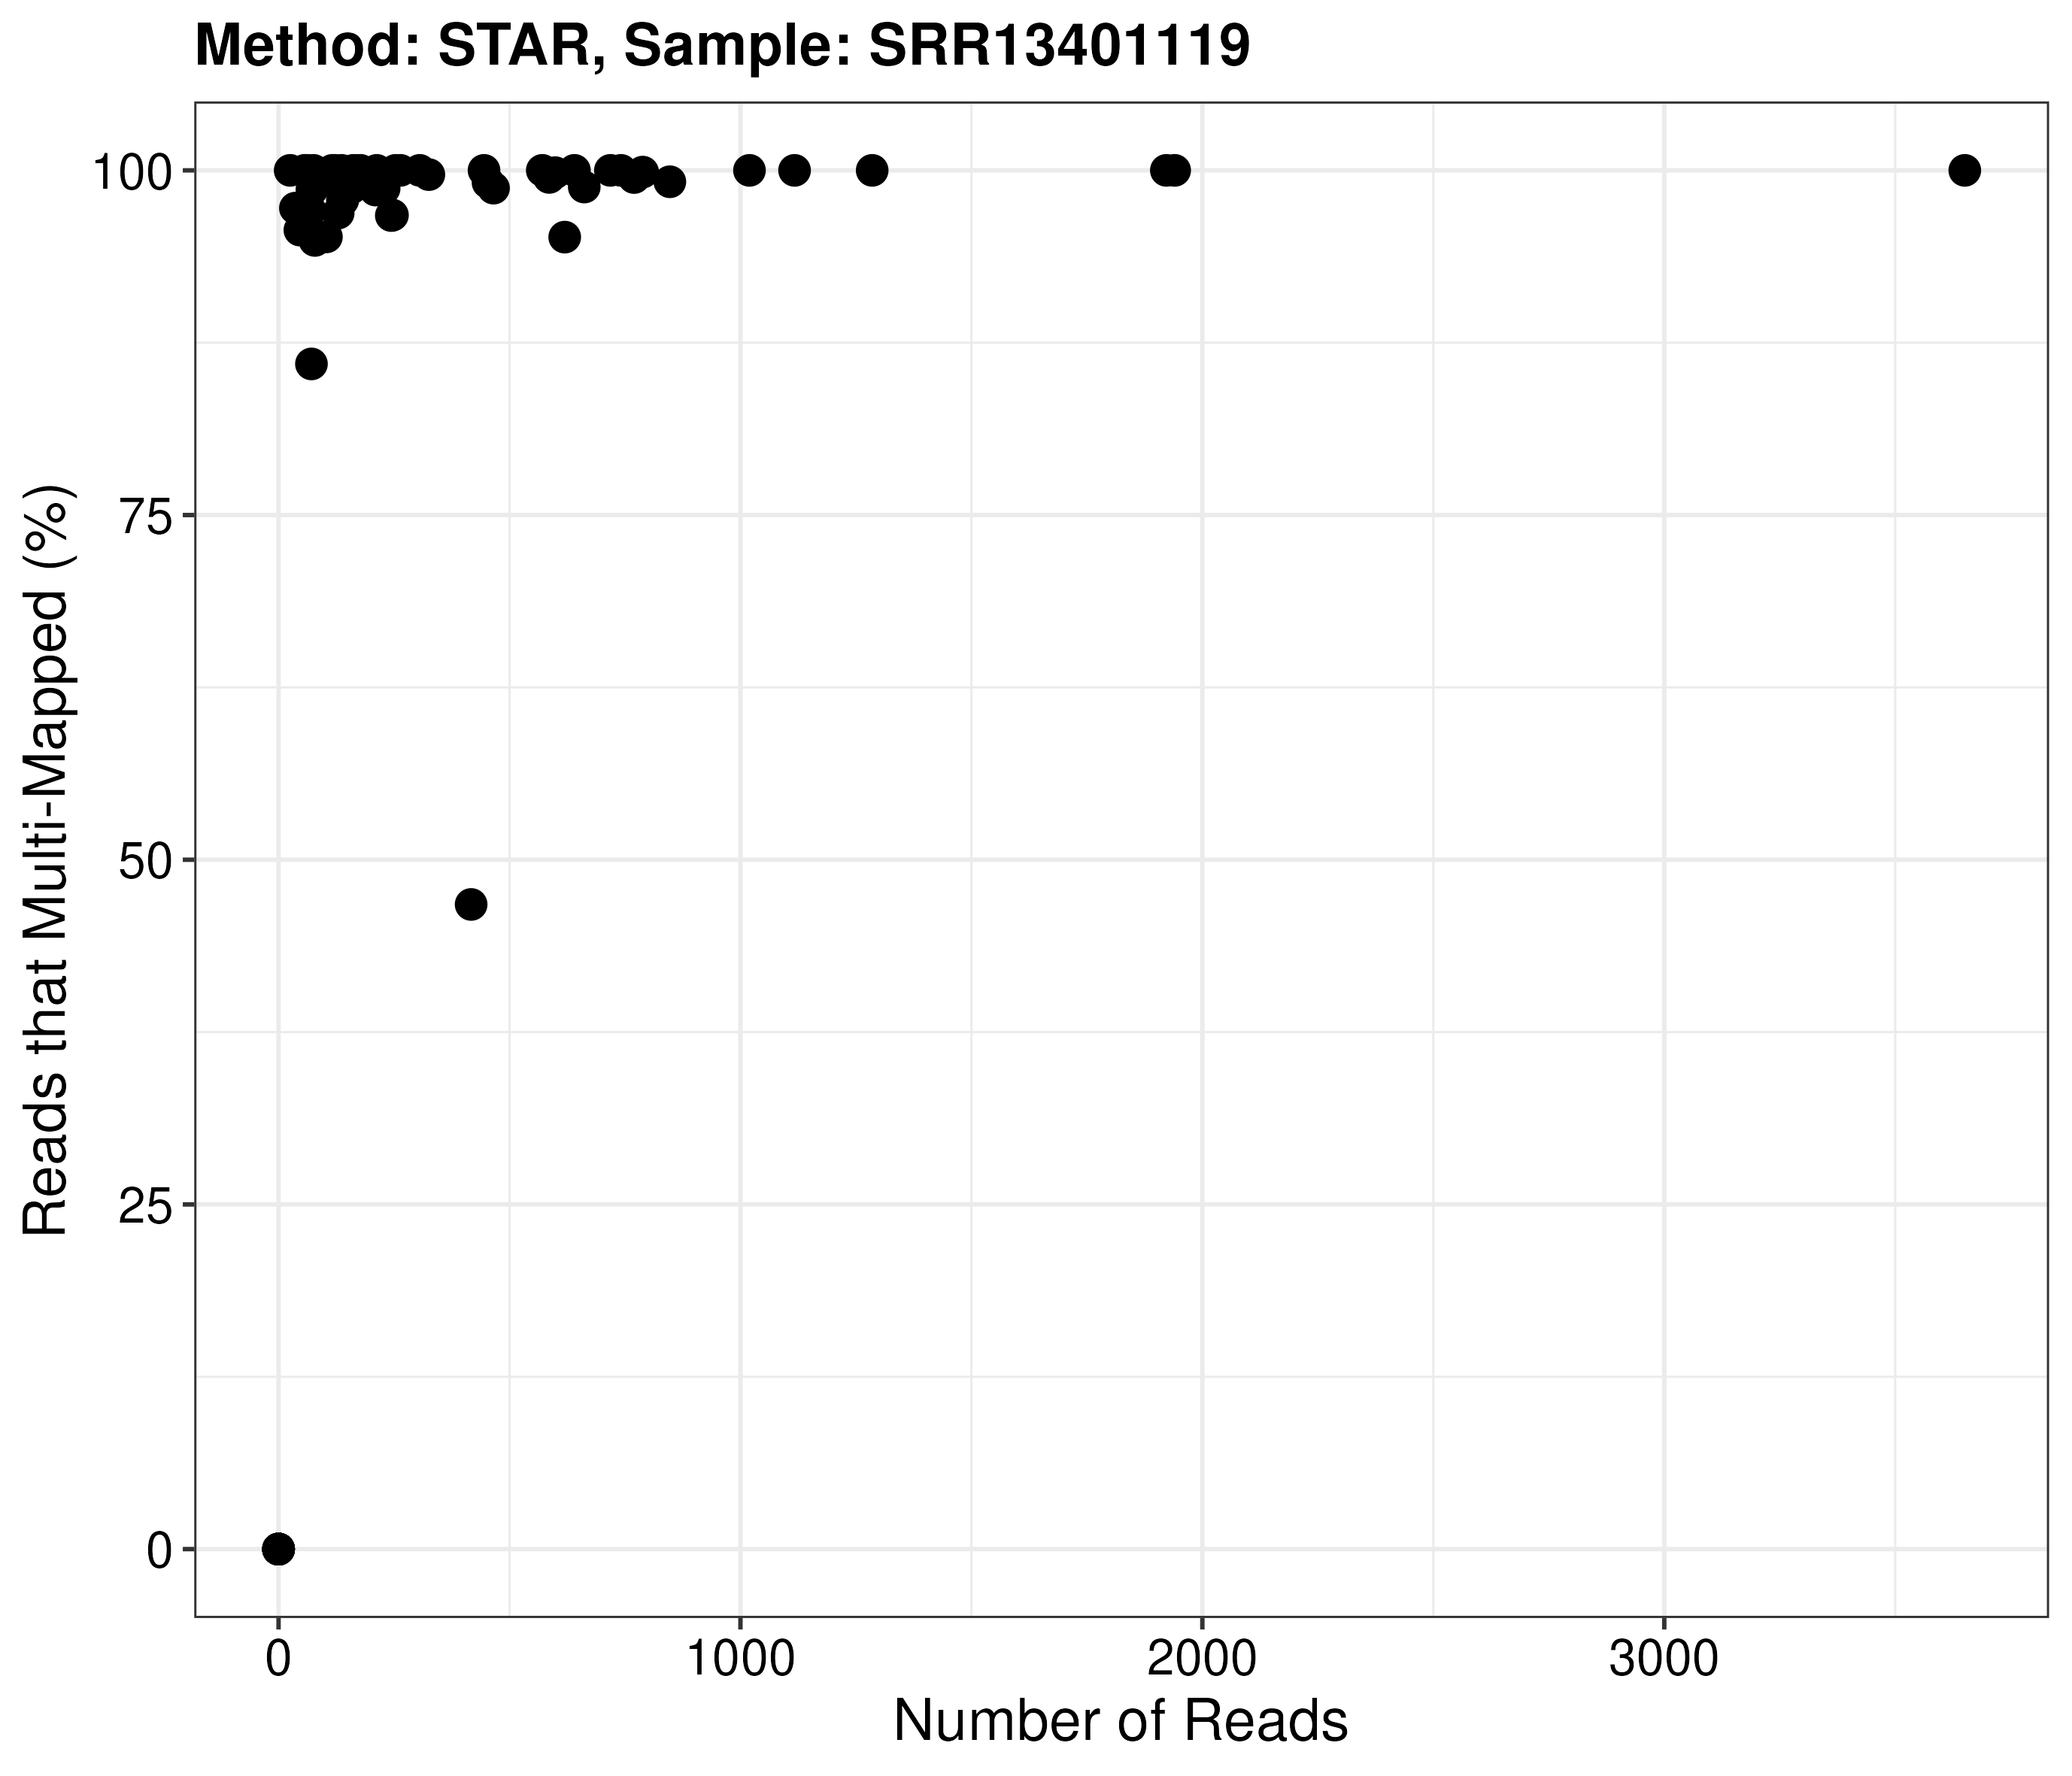 Method: STAR, Sample: SRR13401119
Reads that Multi-Mapped (%)
100
75
50
25
0
0 1000 2000 3000
Number of Reads